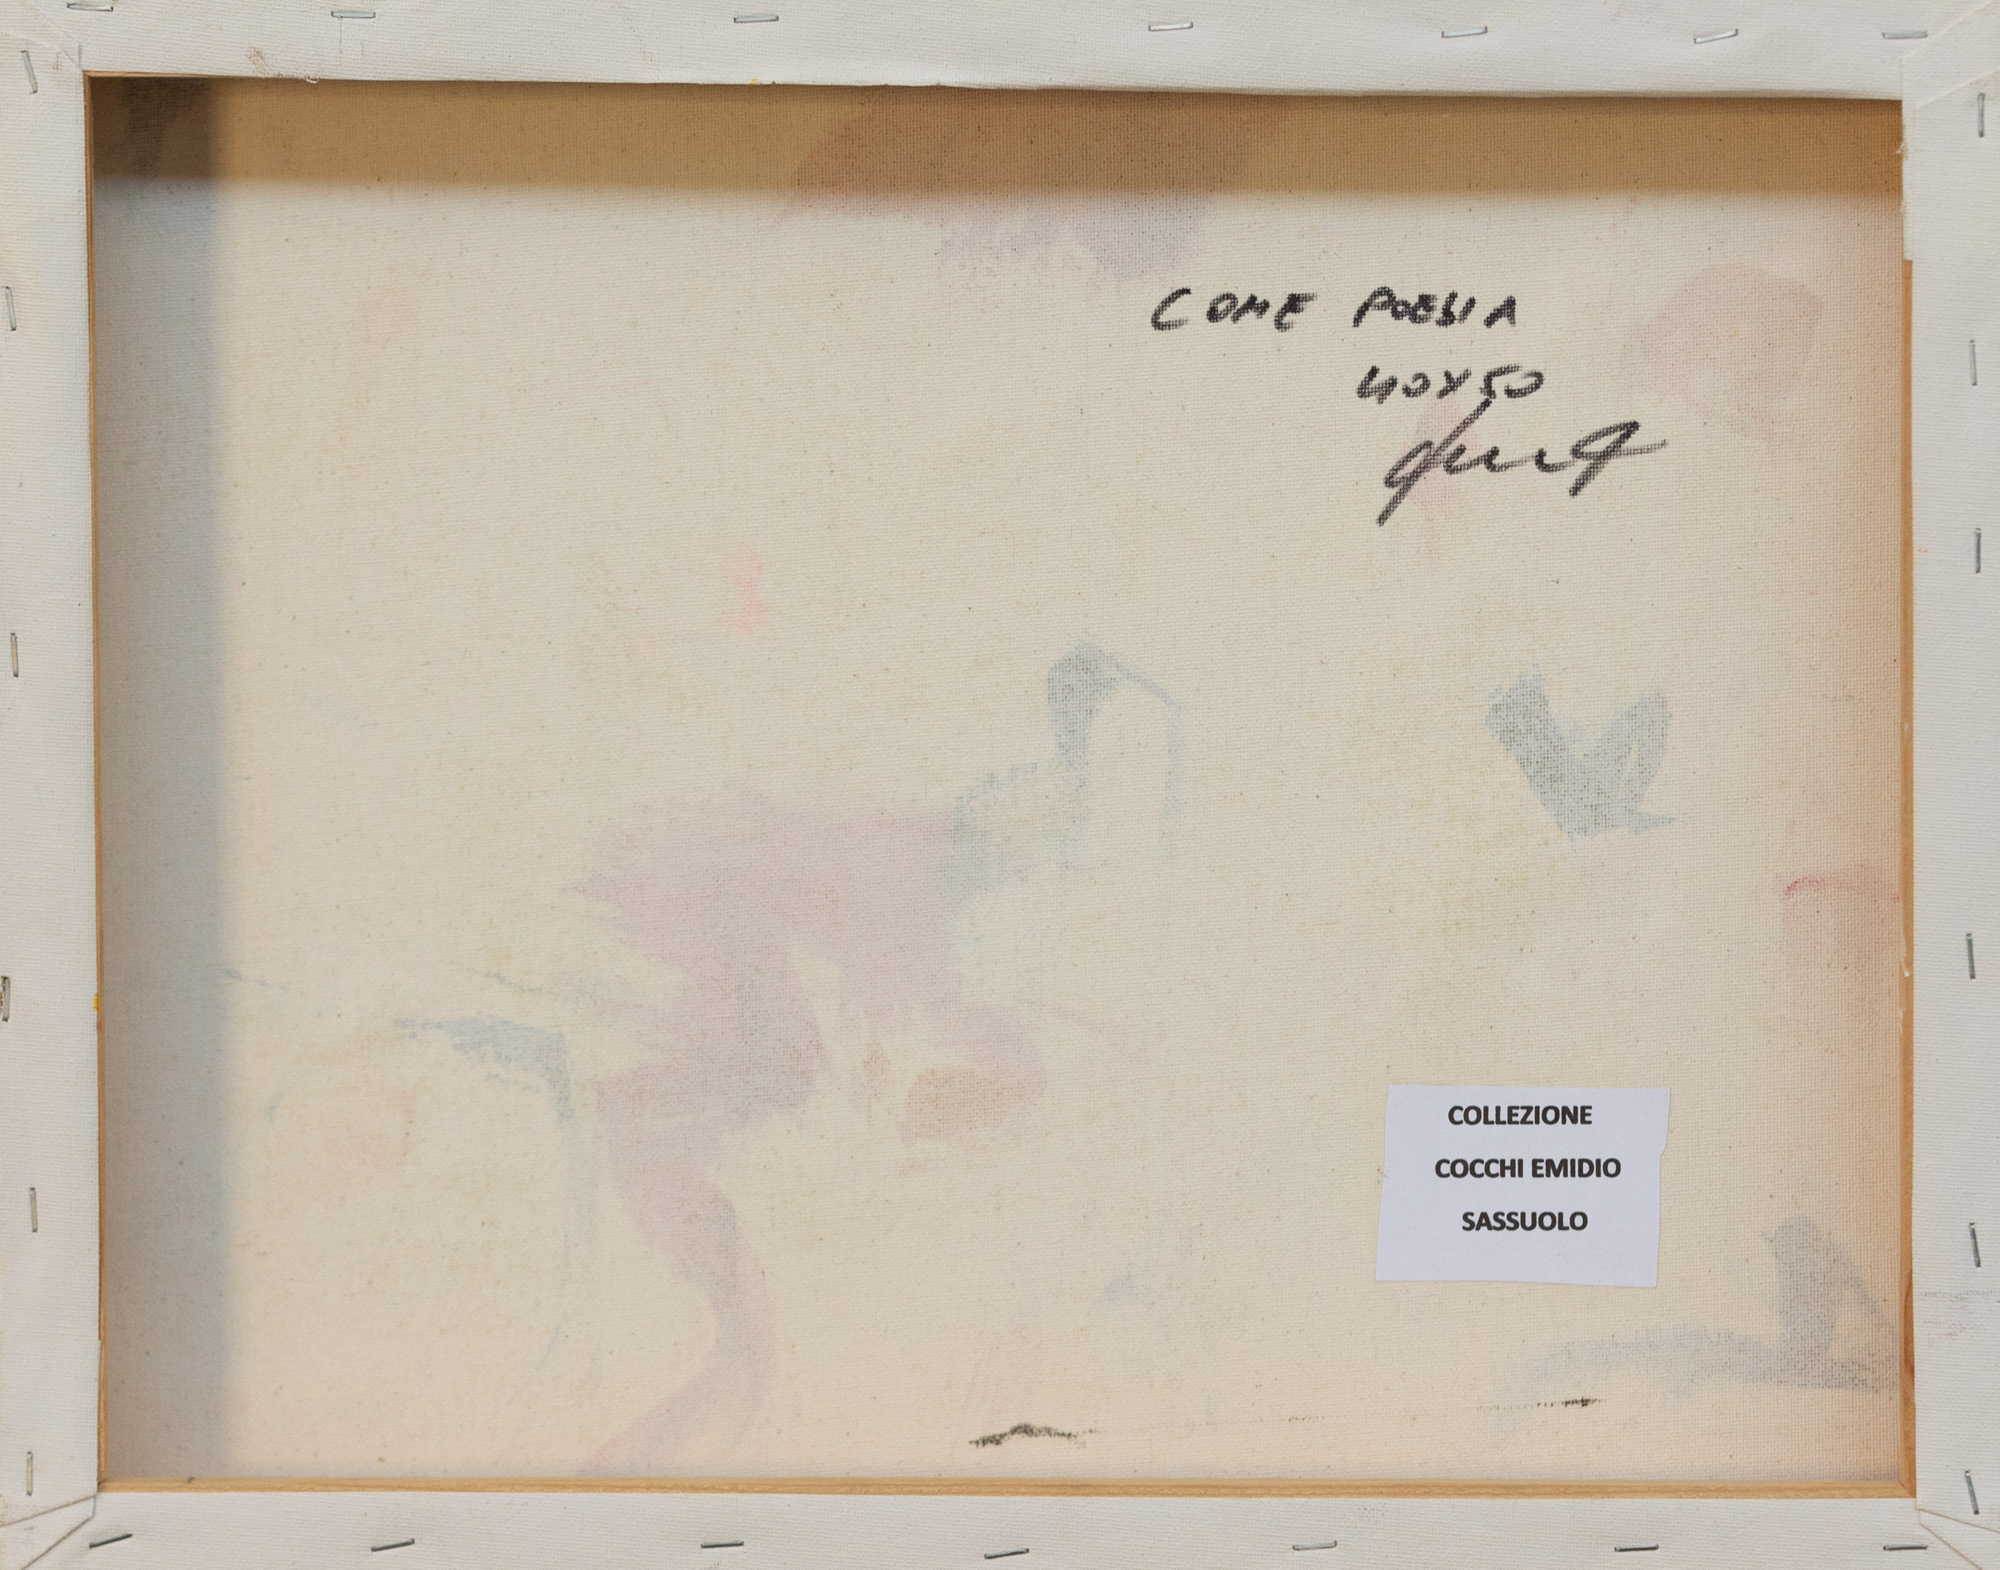 COME POESIA
40X50
COLLEZIONE
COCCHI EMIDIO
SASSUOLO